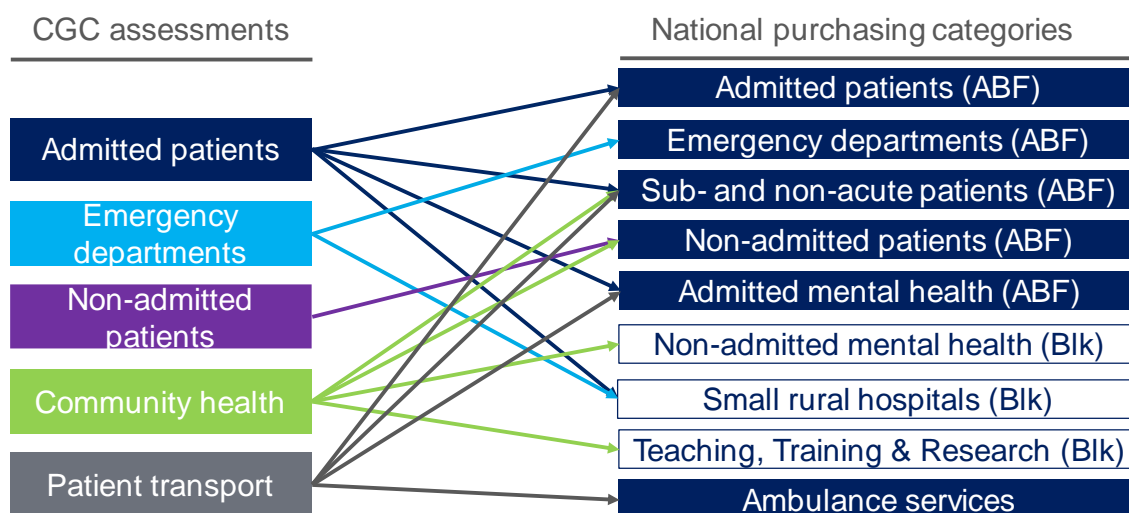 CGC assessments
Admitted patients
Emergency
departments
Non-admitted
patients
Community health
Patient transport
National purchasing categories
Admitted patients (ABF)
Emergency departments (ABF)
Sub- and non-acute patients (ABF)
Non-admitted patients (ABF)
Admitted mental health (ABF)
Non-admitted mental health (Blk)
Small rural hospitals (Blk)
Teaching, Training & Research (Blk)
Ambulance services